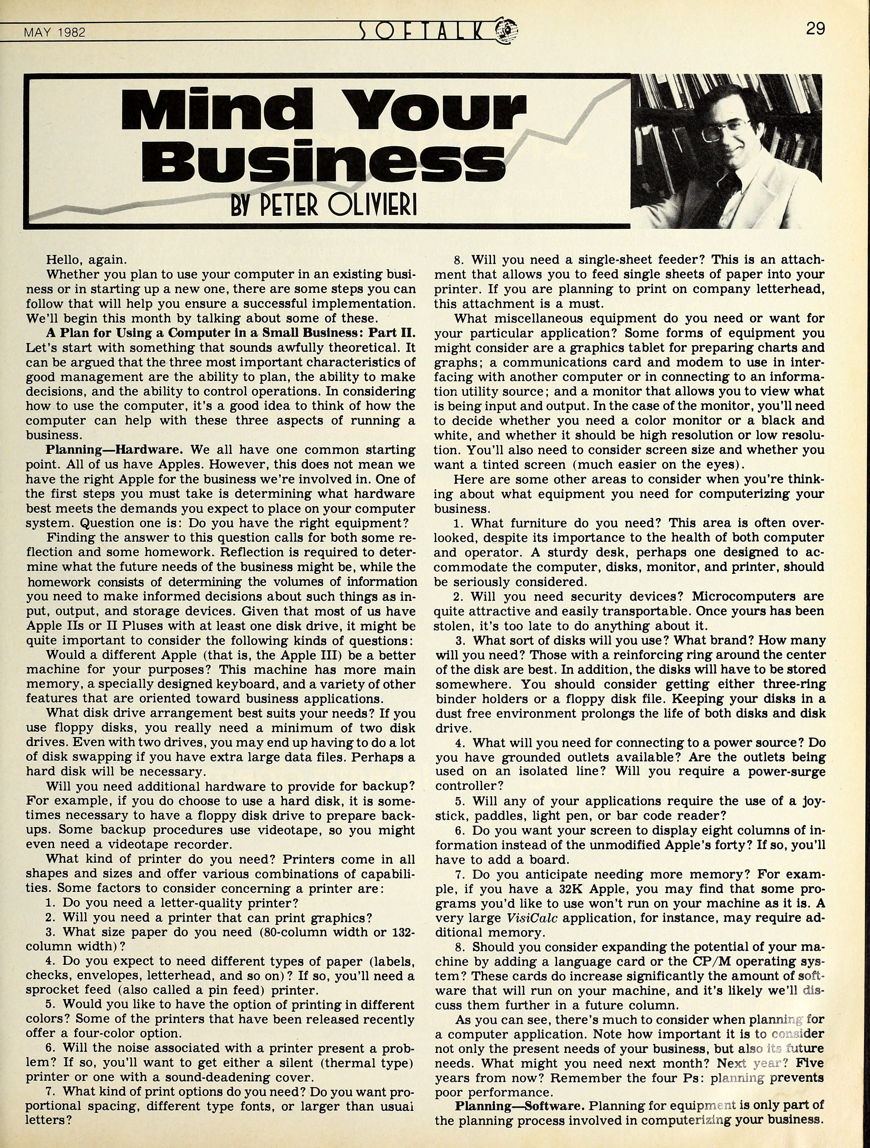 MAY 1982
SOFTALK
29
Mind Your
Business
BY PETER OLIVIERI
Hello, again.
Whether you plan to use your computer in an existing busi-
ness or in starting up a new one, there are some steps you can
follow that will help you ensure a successful implementation.
We'll begin this month by talking about some of these.
A Plan for Using a Computer in a Small Business: Part II.
Let's start with something that sounds awfully theoretical. It
can be argued that the three most important characteristics of
good management are the ability to plan, the ability to make
decisions, and the ability to control operations. In considering
how to use the computer, it's a good idea to think of how the
computer can help with these three aspects of running a
business.
Planning—Hardware. We all have one common starting
point. All of us have Apples. However, this does not mean we
have the right Apple for the business we're involved in. One of
the first steps you must take is determining what hardware
best meets the demands you expect to place on your computer
system. Question one is: Do you have the right equipment?
Finding the answer to this question calls for both some re-
flection and some homework. Reflection is required to deter-
mine what the future needs of the business might be, while the
homework consists of determining the volumes of information
you need to make informed decisions about such things as in-
put, output, and storage devices. Given that most of us have
Apple IIs or II Pluses with at least one disk drive, it might be
quite important to consider the following kinds of questions:
Would a different Apple (that is, the Apple III) be a better
machine for your purposes? This machine has more main
memory, a specially designed keyboard, and a variety of other
features that are oriented toward business applications.
What disk drive arrangement best suits your needs? If you
use floppy disks, you really need a minimum of two disk
drives. Even with two drives, you may end up having to do a lot
of disk swapping if you have extra large data files. Perhaps a
hard disk will be necessary.
Will you need additional hardware to provide for backup?
For example, if you do choose to use a hard disk, it is some-
times necessary to have a floppy disk drive to prepare back-
ups. Some backup procedures use videotape, so you might
even need a videotape recorder.
What kind of printer do you need? Printers come in all
shapes and sizes and offer various combinations of capabili-
ties. Some factors to consider concerning a printer are:
1. Do you need a letter-quality printer?
2. Will you need a printer that can print graphics?
3. What size paper do you need (80-column width or 132-
column width)?
4. Do you expect to need different types of paper (labels,
checks, envelopes, letterhead, and so on)? If so, you'll need a
sprocket feed (also called a pin feed) printer.
5. Would you like to have the option of printing in different
colors? Some of the printers that have been released recently
offer a four-color option.
6. Will the noise associated with a printer present a prob-
lem? If so, you'll want to get either a silent (thermal type)
printer or one with a sound-deadening cover.
7. What kind of print options do you need? Do you want pro-
portional spacing, different type fonts, or larger than usual
letters?
8. Will you need a single-sheet feeder? This is an attach-
ment that allows you to feed single sheets of paper into your
printer. If you are planning to print on company letterhead,
this attachment is a must.
What miscellaneous equipment do you need or want for
your particular application? Some forms of equipment you
might consider are a graphics tablet for preparing charts and
graphs; a communications card and modem to use in inter-
facing with another computer or in connecting to an informa-
tion utility source; and a monitor that allows you to view what
is being input and output. In the case of the monitor, you'll need
to decide whether you need a color monitor or a black and
white, and whether it should be high resolution or low resolu-
tion. You'll also need to consider screen size and whether you
want a tinted screen (much easier on the eyes).
Here are some other areas to consider when you're think-
ing about what equipment you need for computerizing your
business.
1. What furniture do you need? This area is often over-
looked, despite its importance to the health of both computer
and operator. A sturdy desk, perhaps one designed to ac-
commodate the computer, disks, monitor, and printer, should
be seriously considered.
2. Will you need security devices? Microcomputers are
quite attractive and easily transportable. Once yours has been
stolen, it's too late to do anything about it.
3. What sort of disks will you use? What brand? How many
will you need? Those with a reinforcing ring around the center
of the disk are best. In addition, the disks will have to be stored
somewhere. You should consider getting either three-ring
binder holders or a floppy disk file. Keeping your disks in a
dust free environment prolongs the life of both disks and disk
drive.
4. What will you need for connecting to a power source? Do
you have grounded outlets available? Are the outlets being
used on an isolated line? Will you require a power-surge
controller?
5. Will any of your applications require the use of a joy-
stick, paddles, light pen, or bar code reader?
6. Do you want your screen to display eight columns of in-
formation instead of the unmodified Apple's forty? If so, you'll
have to add a board.
7. Do you anticipate needing more memory? For exam-
ple, if you have a 32K Apple, you may find that some pro-
grams you'd like to use won't run on your machine as it is. A
very large VisiCalc application, for instance, may require ad-
ditional memory.
8. Should you consider expanding the potential of your ma-
chine by adding a language card or the CP/M operating sys-
tem? These cards do increase significantly the amount of soft-
ware that will run on your machine, and it's likely we'll dis-
cuss them further in a future column.
As you can see, there's much to consider when planning for
a computer application. Note how important it is to consider
not only the present needs of your business, but also its future
needs. What might you need next month? Next year? Five
years from now? Remember the four Ps: planning prevents
poor performance.
Planning—Software. Planning for equipment is only part of
the planning process involved in computerizing your business.